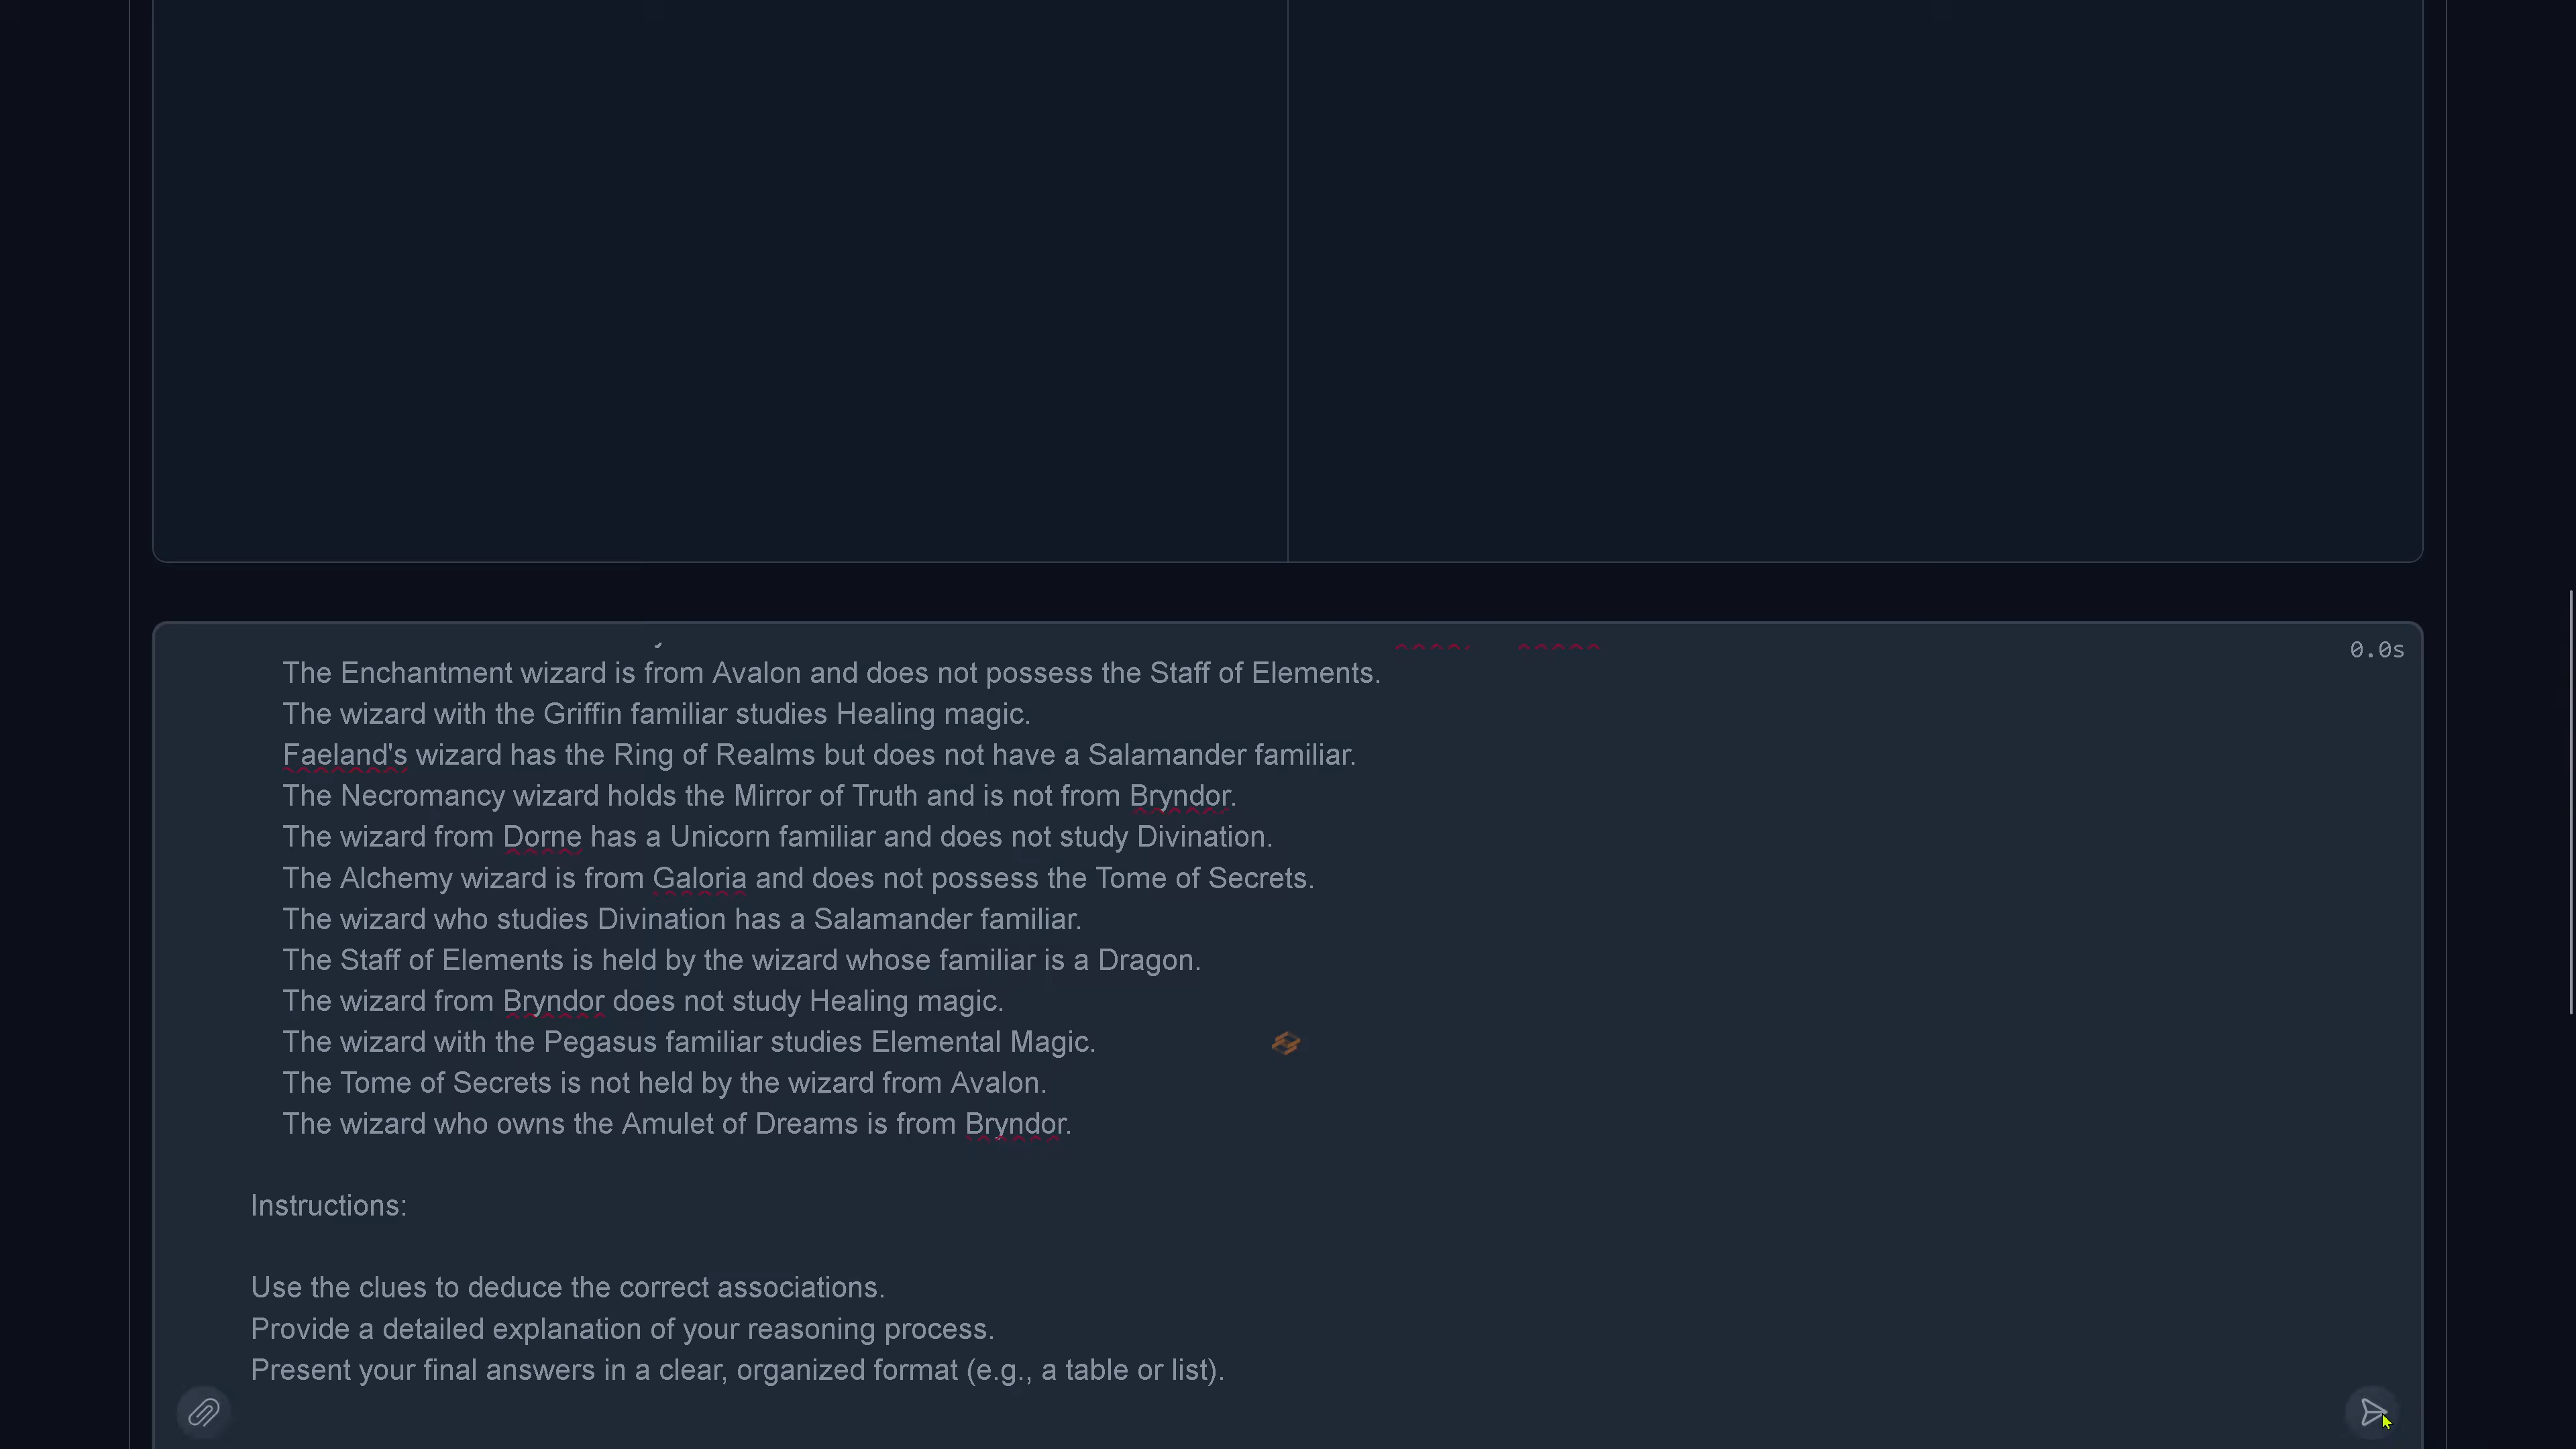 0.0s
The Enchantment wizard is from Avalon and does not possess the Staff of Elements.
The wizard with the Griffin familiar studies Healing magic.
Faeland's wizard has the Ring of Realms but does not have a Salamander familiar.
The Necromancy wizard holds the Mirror of Truth and is not from Bryndor.
The wizard from Dorne has a Unicorn familiar and does not study Divination.
The Alchemy wizard is from Galoria and does not possess the Tome of Secrets.
The wizard who studies Divination has a Salamander familiar.
The Staff of Elements is held by the wizard whose familiar is a Dragon.
The wizard from Bryndor does not study Healing magic.
The wizard with the Pegasus familiar studies Elemental Magic.
The Tome of Secrets is not held by the wizard from Avalon.
The wizard who owns the Amulet of Dreams is from Bryndor.
Instructions:
Use the clues to deduce the correct associations.
Provide a detailed explanation of your reasoning process.
Present your final answers in a clear, organized format (e.g., a table or list).